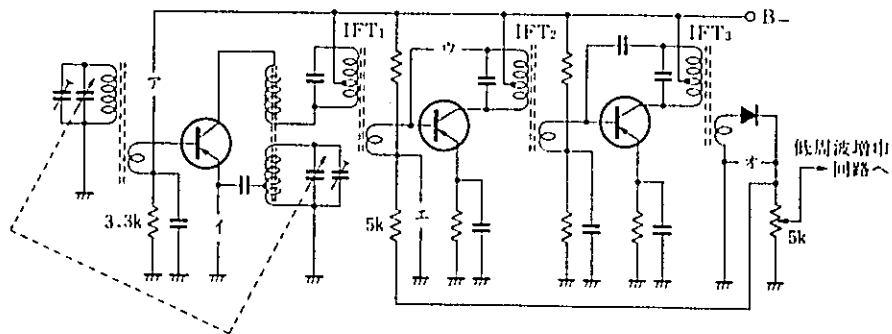 B−
IFT₁
IFT₂
IFT₃
ア
ウ
低周波増巾
回路へ
オ
3.3k
イ
5k
エ
5k